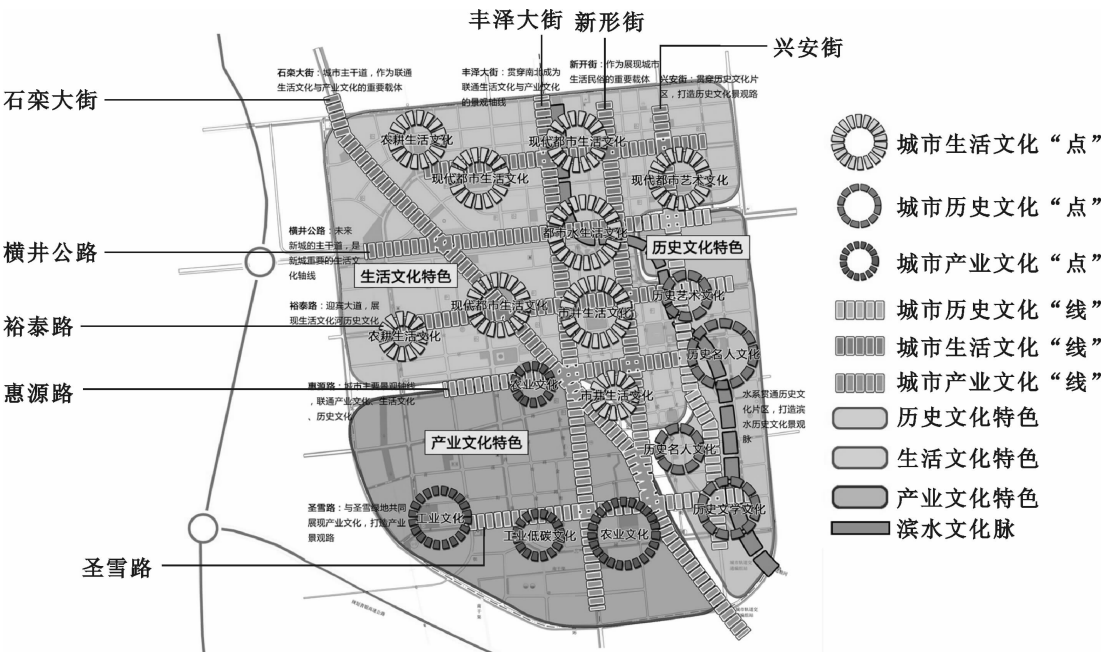 丰泽大街
新形街
兴安街
石栾大街
横井公路
裕泰路
惠源路
圣雪路
石栾大街：城市主干道，作为联通
生活文化与产业文化的重要载体
丰泽大街：贯穿南北成为
联通生活文化与产业文化
的景观轴线
新开街：作为展现城市
生活民俗的重要载体
兴安街：贯穿历史文化片
区，打造历史文化景观路
农耕生活文化
现代都市生活文化
现代都市生活文化
现代都市艺术文化
横井公路：未来
新城的主干道，是
新城重要的生活文
化轴线
都市水生活文化
历史文化特色
生活文化特色
裕泰路：迎宾大道，展
现生活文化河历史文化
现代都市生活文化
市井生活文化
历史艺术文化
农耕生活文化
历史名人文化
惠源路：城市主要景观轴线
，联通产业文化、生活文化
、历史文化
农业文化
市井生活文化
水系贯通历史文
化片区，打造滨
水历史文化景观
脉
产业文化特色
历史名人文化
圣雪路：与圣雪绿地共同
展现产业文化，打造产业
景观路
工业文化
工业低碳文化
农业文化
历史文学文化
城市生活文化“点”
城市历史文化“点”
城市产业文化“点”
城市历史文化“线”
城市生活文化“线”
城市产业文化“线”
历史文化特色
生活文化特色
产业文化特色
滨水文化脉